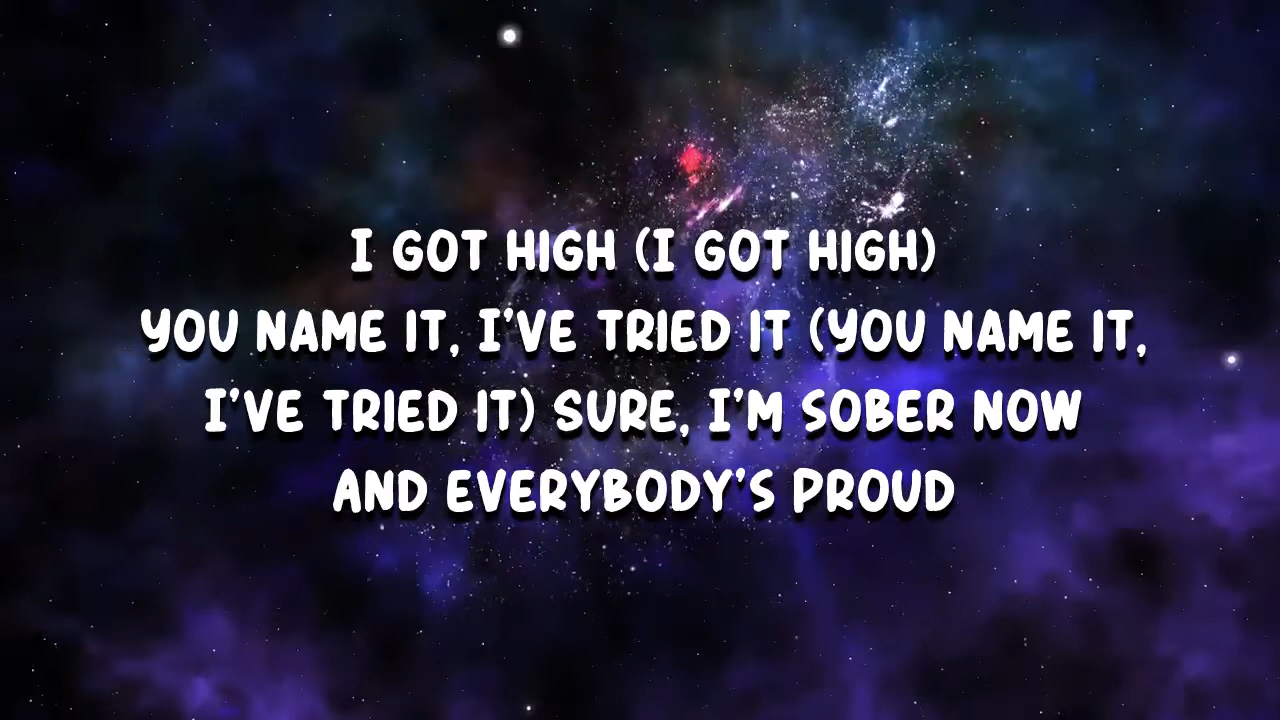 I GOT HIGH (I GOT HIGH)
YOU NAME IT, I'VE TRIED IT (YOU NAME IT,
I'VE TRIED IT) SURE, I'M SOBER NOW
AND EVERYBODY'S PROUD